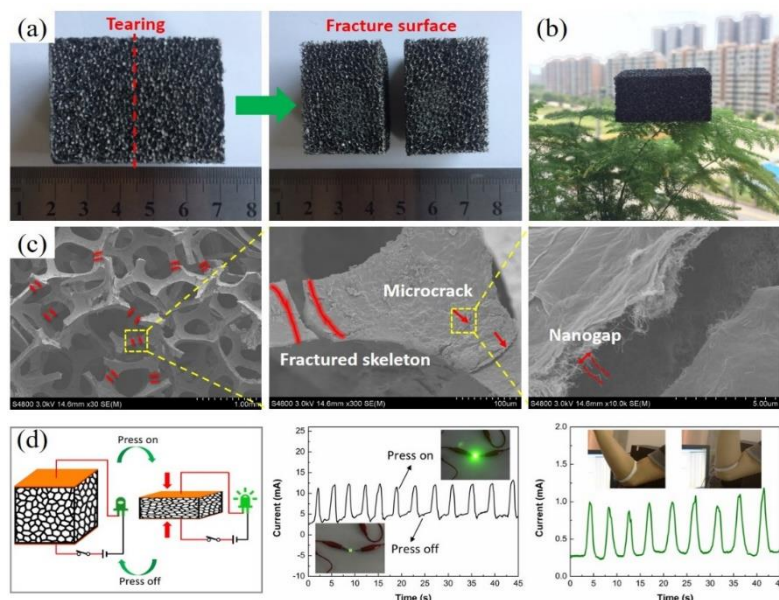 (a)
Tearing
Fracture surface
(b)
1 2 3 4 5 6 7 8
1 2 3 4 5 6 7 8
(c)
Microcrack
Fractured skeleton
Nanogap
S4800 3.0kV 14.6mm x30 SE(M)
1.00mm
S4800 3.0kV 14.6mm x300 SE(M)
100um
S4800 3.0kV 14.6mm x10.0k SE(M)
5.00um
(d)
Press on
Press off
Current (mA)
25
20
15
10
5
0
-5
-10
Press on
Press off
0 5 10 15 20 25 30 35 40 45
Time (s)
Current (mA)
2.0
1.5
1.0
0.5
0.0
0 5 10 15 20 25 30 35 40 45
Time (s)